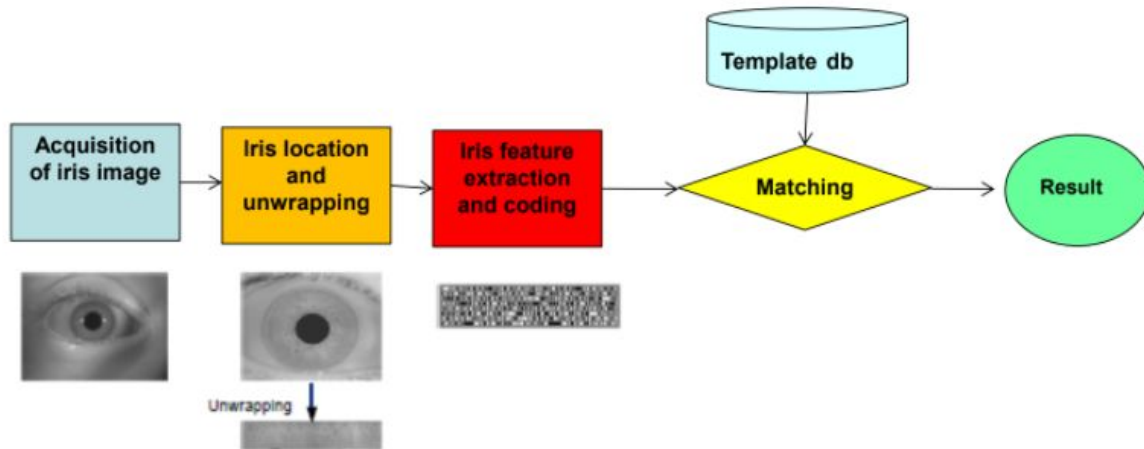 Template db
Acquisition
of iris image
Iris location
and
unwrapping
Iris feature
extraction
and coding
Matching
Result
Unwrapping